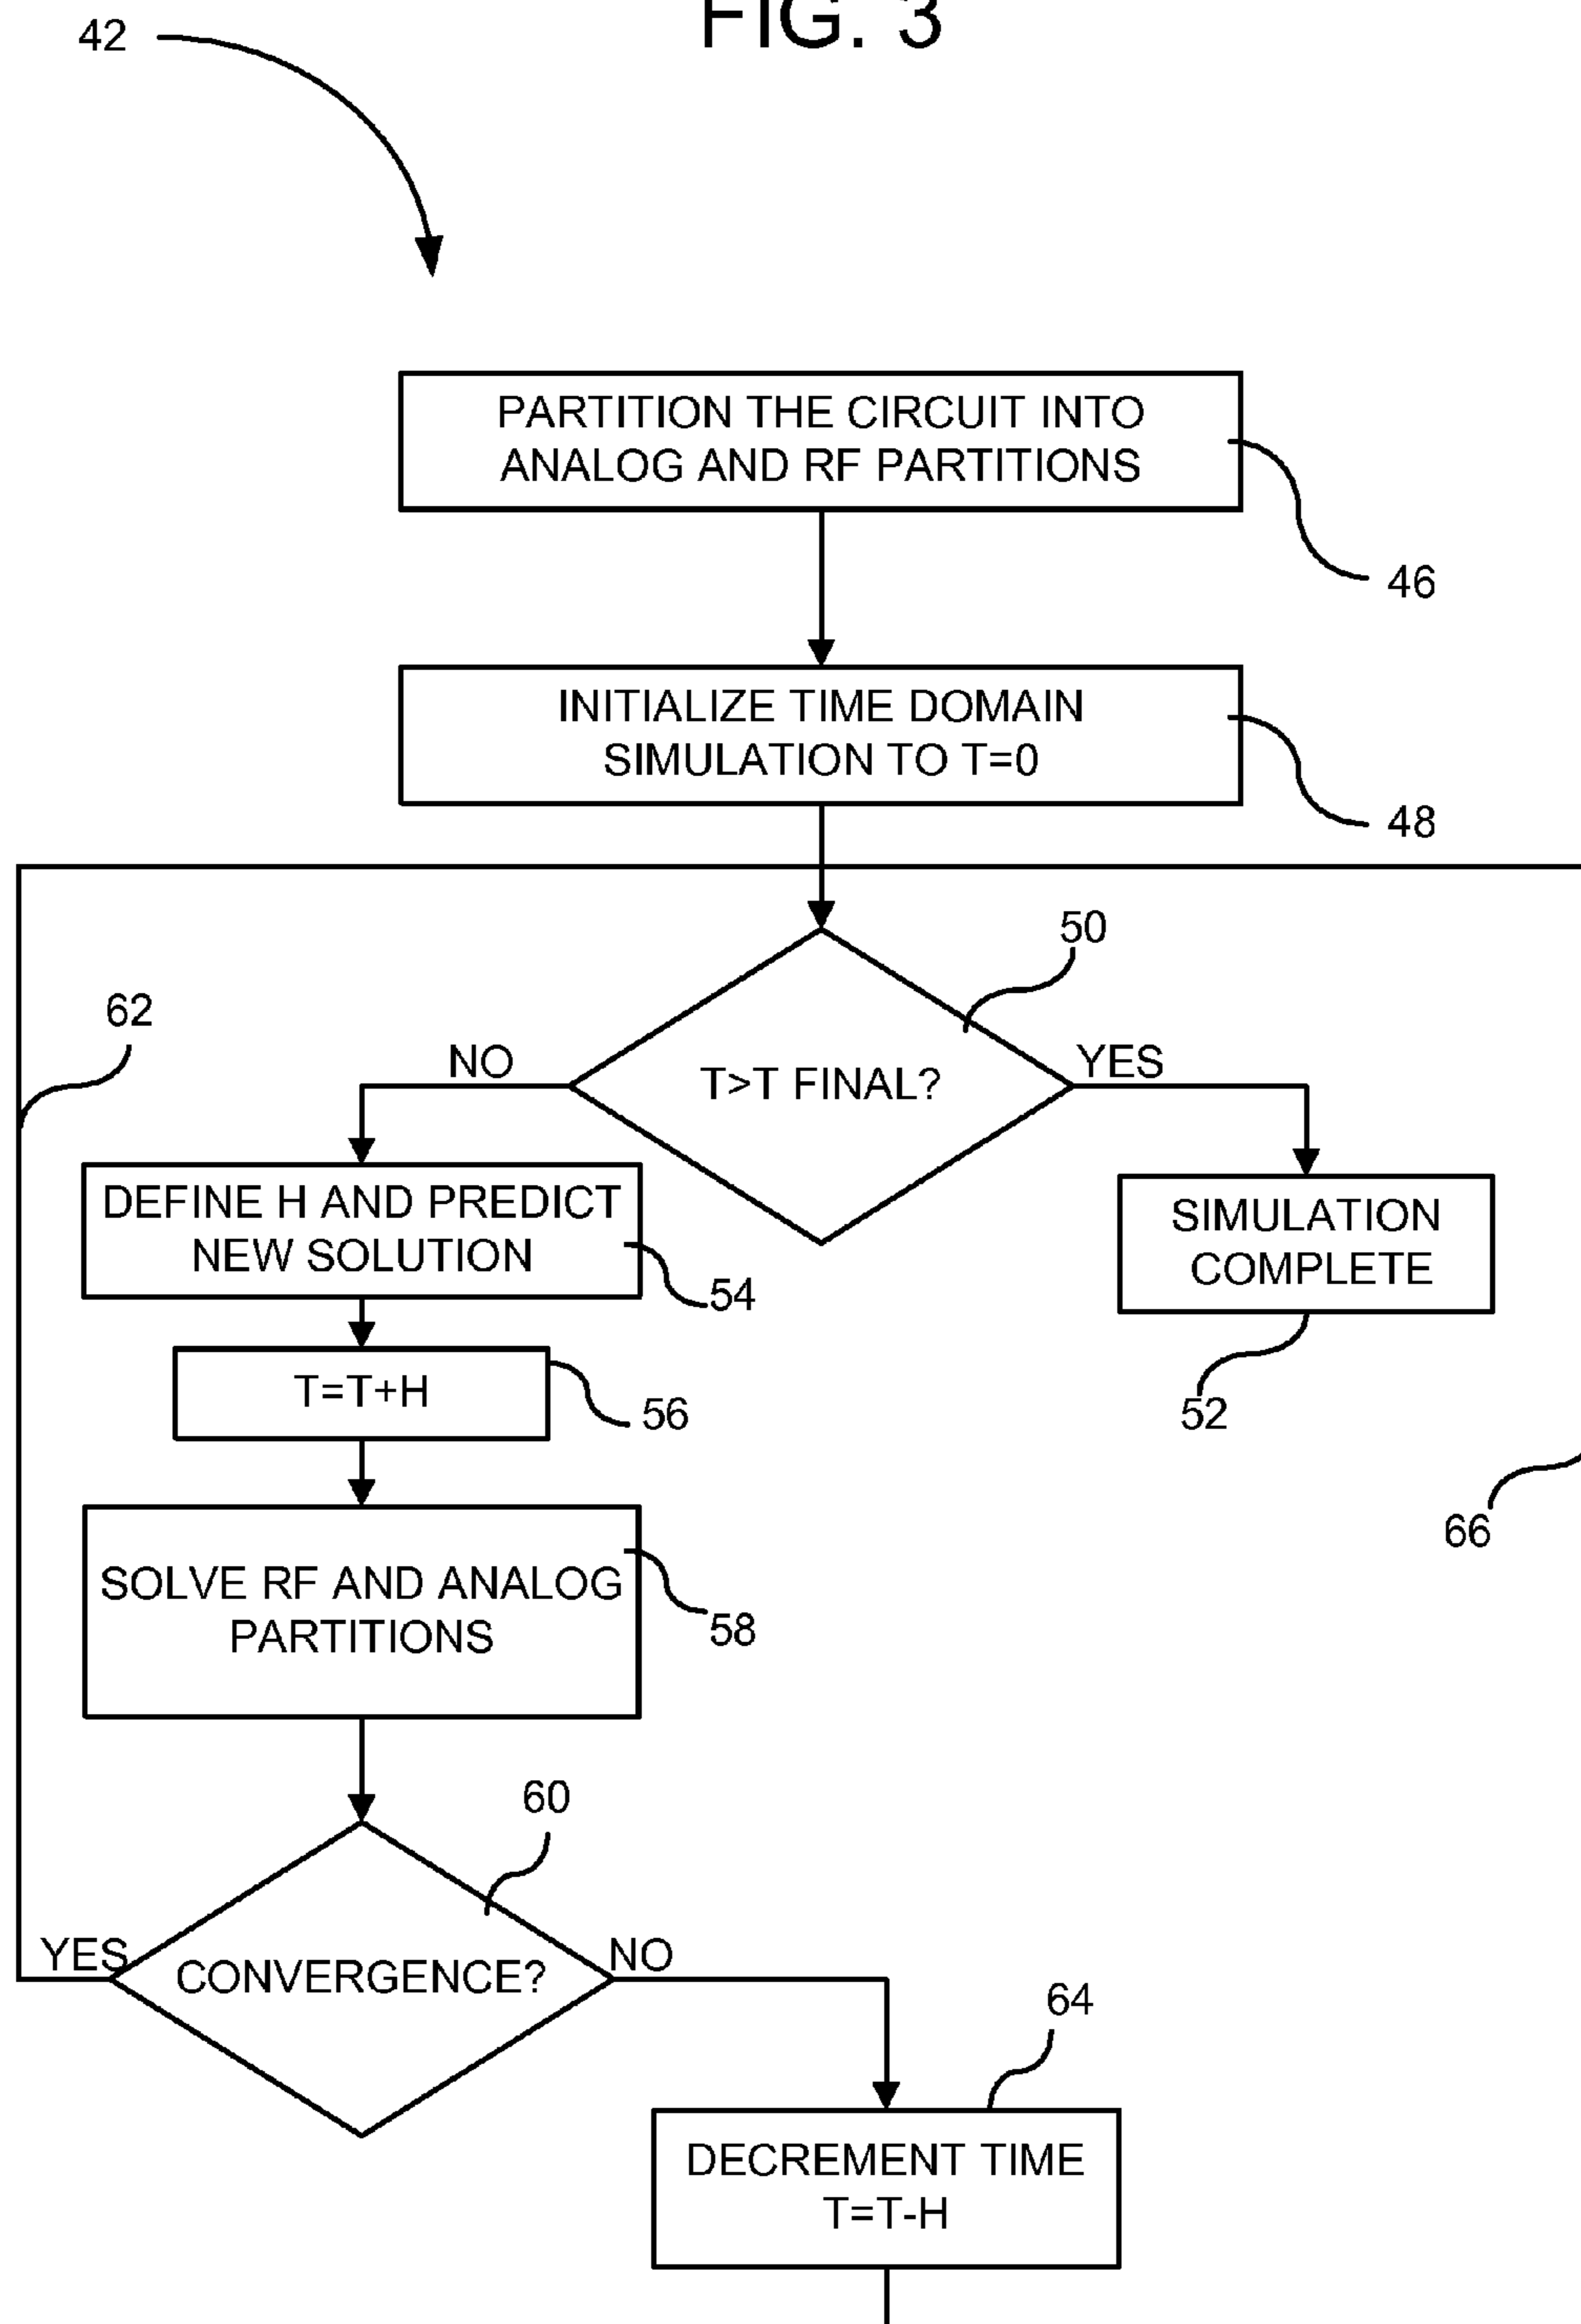 FIG. 3
42
PARTITION THE CIRCUIT INTO
ANALOG AND RF PARTITIONS
46
INITIALIZE TIME DOMAIN
SIMULATION TO T=0
48
50
62
NO
T>T FINAL?
YES
DEFINE H AND PREDICT
NEW SOLUTION
54
SIMULATION
COMPLETE
52
T=T+H
56
66
SOLVE RF AND ANALOG
PARTITIONS
58
60
YES
CONVERGENCE?
NO
64
DECREMENT TIME
T=T-H